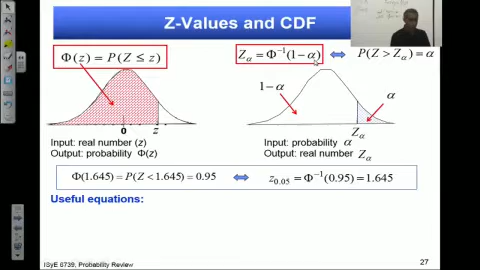 Z-Values and CDF
Φ(z) = P(Z ≤ z)
Z_α = Φ⁻¹(1−α) ⇔ P(Z > Z_α) = α
1−α
α
0 z
Z_α
Input: real number (z)
Output: probability Φ(z)
Input: probability α
Output: real number Z_α
Φ(1.645) = P(Z < 1.645) = 0.95 ⇔ z_0.05 = Φ⁻¹(0.95) = 1.645
Useful equations:
ISyE 6739, Probability Review 27